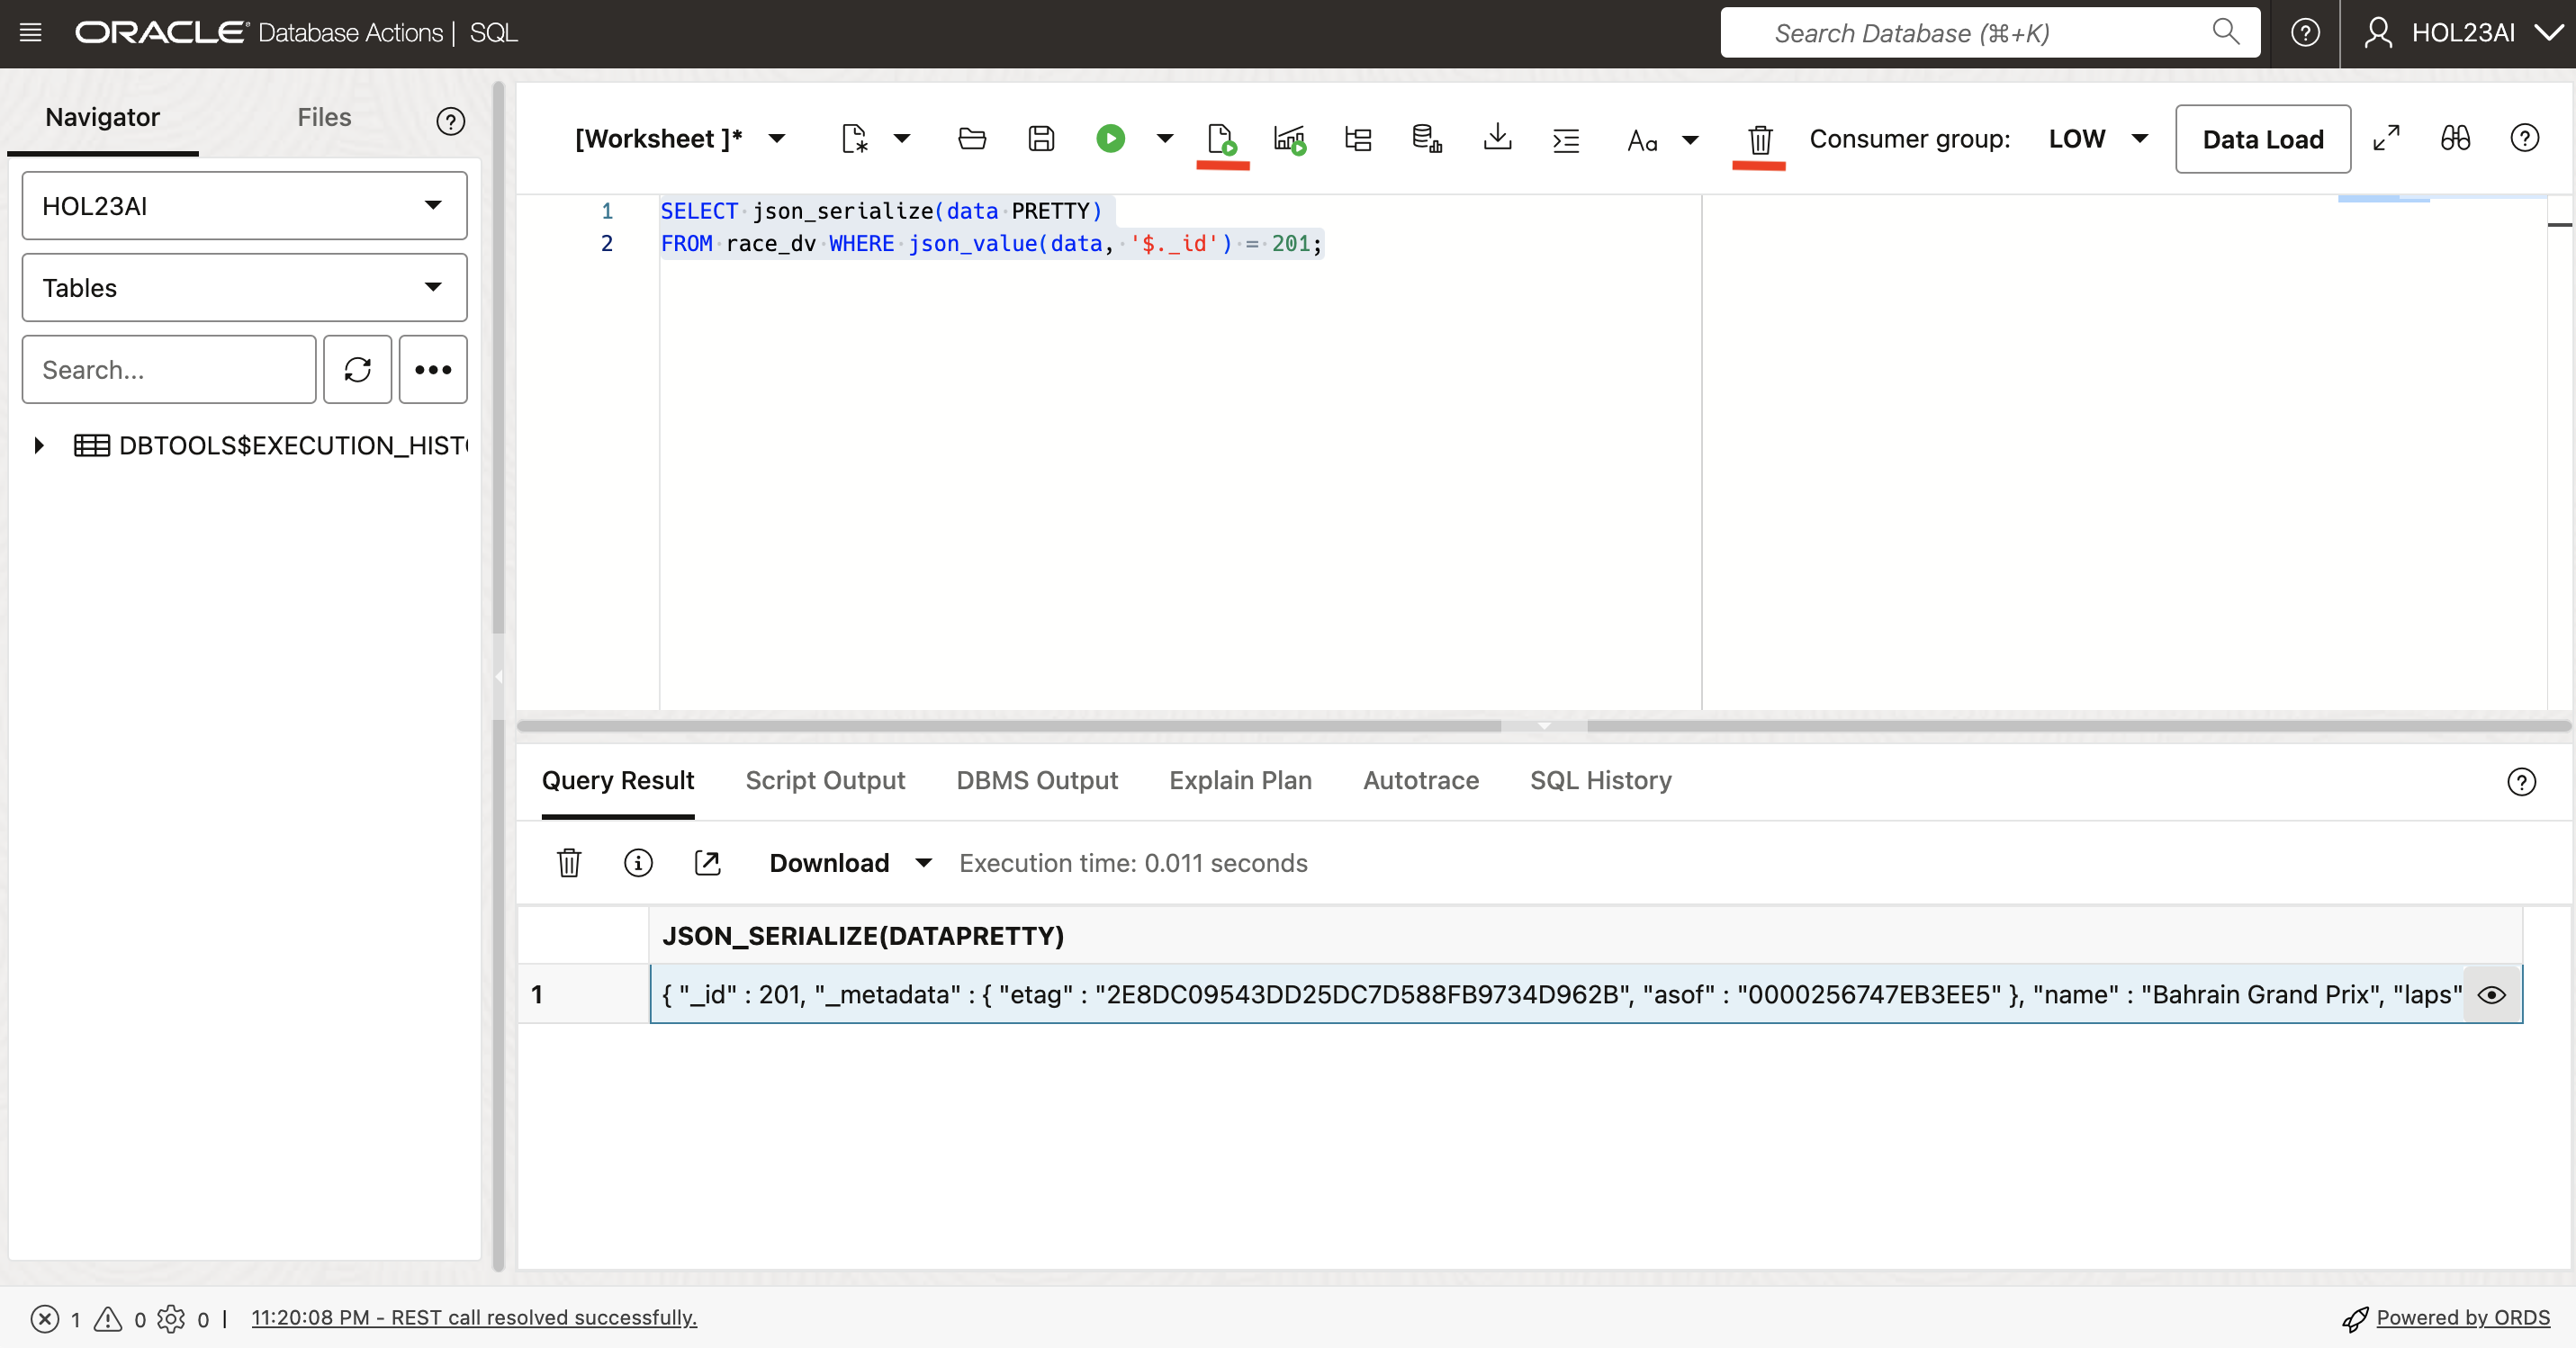 ORACLE Database Actions | SQL
Search Database (⌘+K)
HOL23AI
Navigator
Files
HOL23AI
Tables
Search...
DBTOOLS$EXECUTION_HIST
[Worksheet ]*
Aa
Consumer group:
LOW
Data Load
1 SELECT json_serialize(data PRETTY)
2 FROM race_dv WHERE json_value(data, '$._id') = 201;
Query Result
Script Output
DBMS Output
Explain Plan
Autotrace
SQL History
Download
Execution time: 0.011 seconds
JSON_SERIALIZE(DATAPRETTY)
1 { "_id" : 201, "_metadata" : { "etag" : "2E8DC09543DD25DC7D588FB9734D962B", "asof" : "0000256747EB3EE5" }, "name" : "Bahrain Grand Prix", "laps"
1 0 0 | 11:20:08 PM - REST call resolved successfully.
Powered by ORDS